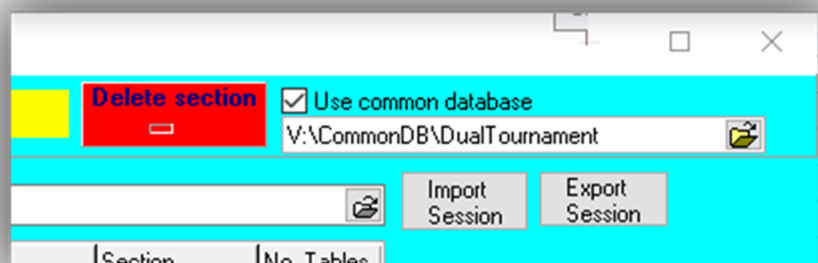 Delete section
Use common database
V:\CommonDB\DualTournament
Import
Session
Export
Session
Section
No. Tables